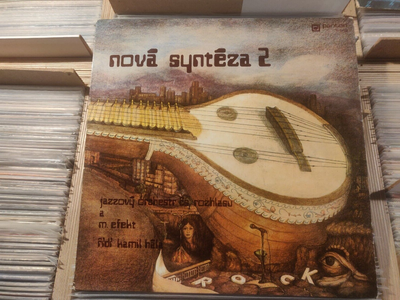 nová syntéza 2
jazzový orchestr čs. rozhlasu
a
m. efekt
řídí kamil hála
ROCK